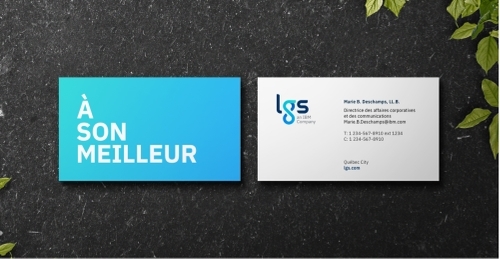 À
SON
MEILLEUR
lgs
an IBM
Company
Marie B. Deschamps, LL.B.
Directrice des affaires corporatives
et des communications
Marie.B.Deschamps@ibm.com
T: 1 234-567-8910 ext 1234
C: 1 234-567-8910
Québec City
lgs.com